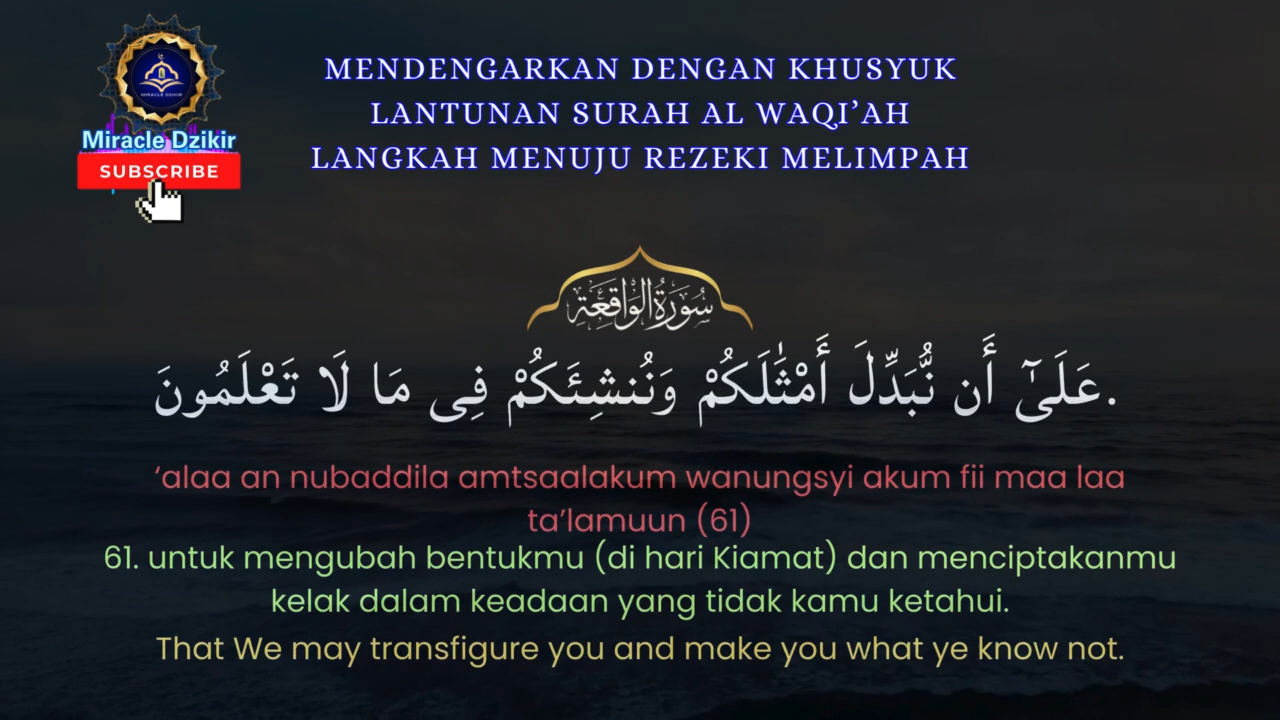 MENDENGARKAN DENGAN KHUSYUK
LANTUNAN SURAH AL WAQI’AH
LANGKAH MENUJU REZEKI MELIMPAH
MIRACLE DZIKIR
Miracle Dzikir
SUBSCRIBE
سُورَةُ الْوَاقِعَة
عَلَىٰٓ أَن نُّبَدِّلَ أَمْثَٰلَكُمْ وَنُنشِئَكُمْ فِى مَا لَا تَعْلَمُونَ.
‘alaa an nubaddila amtsaalakum wanungsyi akum fii maa laa
ta’lamuun (61)
61. untuk mengubah bentukmu (di hari Kiamat) dan menciptakanmu
kelak dalam keadaan yang tidak kamu ketahui.
That We may transfigure you and make you what ye know not.